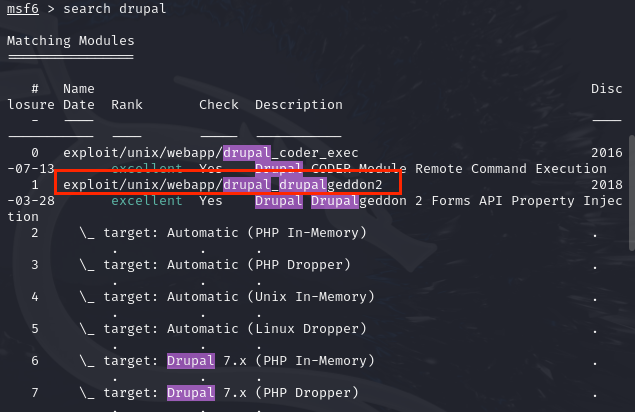 msf6 > search drupal
Matching Modules
================
# Name Disc
losure Date Rank Check Description
- ---- ----
----------- ---- ----- -----------
0 exploit/unix/webapp/drupal_coder_exec 2016
-07-13 excellent Yes Drupal CODER Module Remote Command Execution
1 exploit/unix/webapp/drupal_drupalgeddon2 2018
-03-28 excellent Yes Drupal Drupalgeddon 2 Forms API Property Injec
tion
2 \_ target: Automatic (PHP In-Memory) .
. . .
3 \_ target: Automatic (PHP Dropper) .
. . .
4 \_ target: Automatic (Unix In-Memory) .
. . .
5 \_ target: Automatic (Linux Dropper) .
. . .
6 \_ target: Drupal 7.x (PHP In-Memory) .
. . .
7 \_ target: Drupal 7.x (PHP Dropper) .
. . .